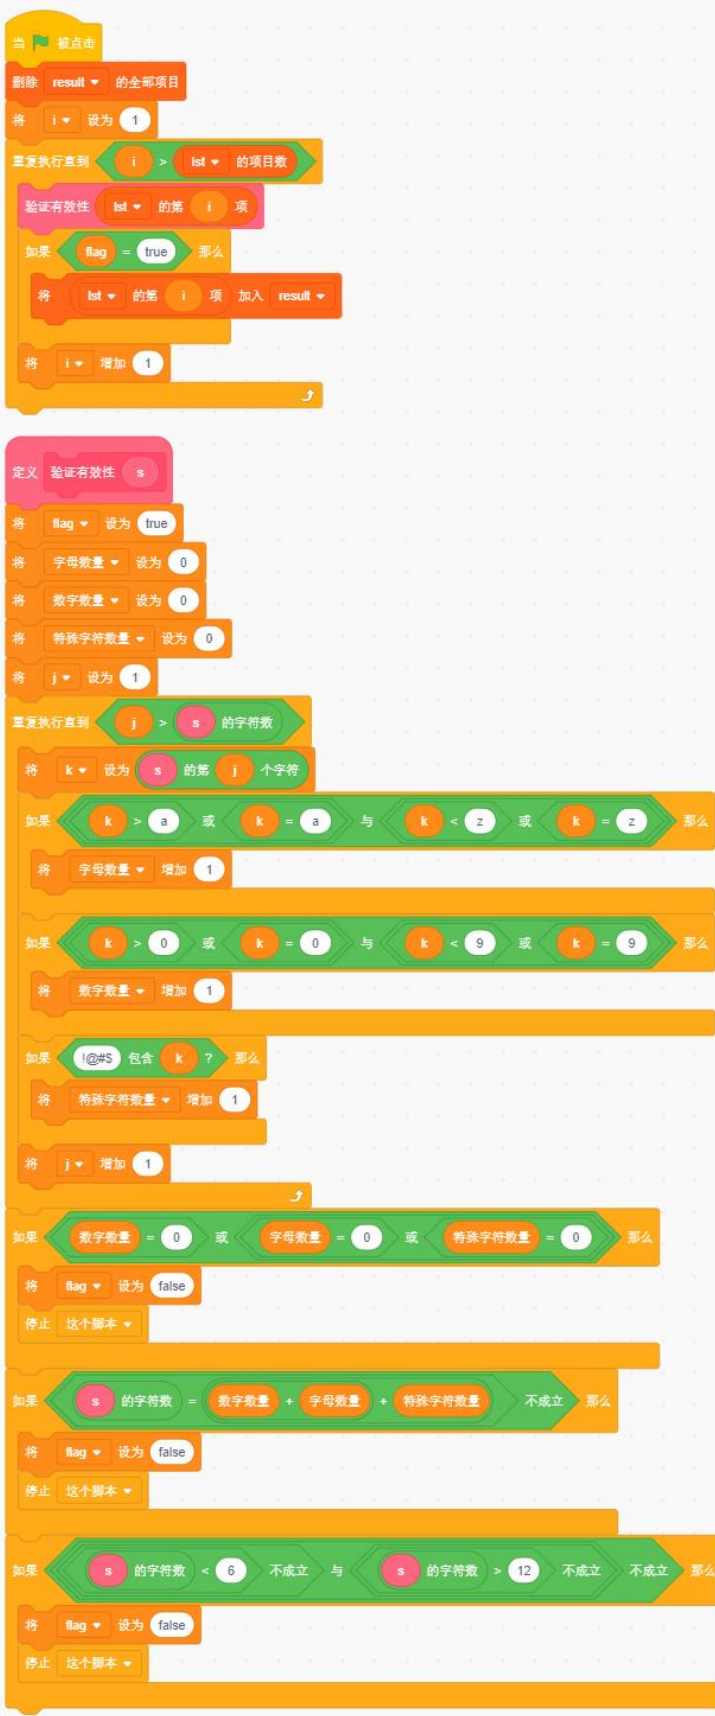 当 被点击
删除 result 的全部项目
将 i 设为 1
重复执行直到 i > lst 的项目数
验证有效性 lst 的第 i 项
如果 flag = true 那么
将 lst 的第 i 项 加入 result
将 i 增加 1
定义 验证有效性 s
将 flag 设为 true
将 字母数量 设为 0
将 数字数量 设为 0
将 特殊字符数量 设为 0
将 j 设为 1
重复执行直到 j > s 的字符数
将 k 设为 s 的第 j 个字符
如果 k > a 或 k = a 与 k < z 或 k = z 那么
将 字母数量 增加 1
如果 k > 0 或 k = 0 与 k < 9 或 k = 9 那么
将 数字数量 增加 1
如果 !@#$ 包含 k ? 那么
将 特殊字符数量 增加 1
将 j 增加 1
如果 数字数量 = 0 或 字母数量 = 0 或 特殊字符数量 = 0 那么
将 flag 设为 false
停止 这个脚本
如果 s 的字符数 = 数字数量 + 字母数量 + 特殊字符数量 不成立 那么
将 flag 设为 false
停止 这个脚本
如果 s 的字符数 < 6 不成立 与 s 的字符数 > 12 不成立 不成立 那么
将 flag 设为 false
停止 这个脚本